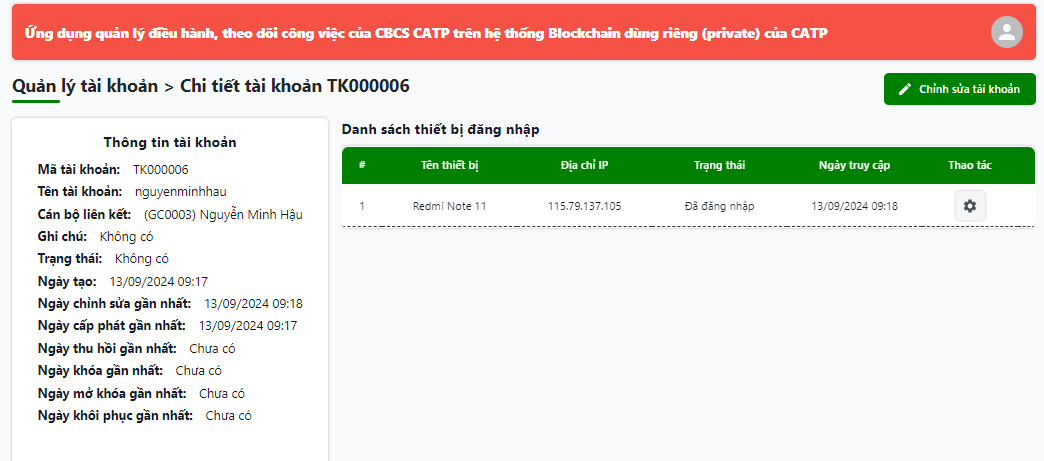 Ứng dụng quản lý điều hành, theo dõi công việc của CBCS CATP trên hệ thống Blockchain dùng riêng (private) của CATP
Quản lý tài khoản > Chi tiết tài khoản TK000006
Chỉnh sửa tài khoản
Thông tin tài khoản
Mã tài khoản: TK000006
Tên tài khoản: nguyenminhhau
Cán bộ liên kết: (GC0003) Nguyễn Minh Hậu
Ghi chú: Không có
Trạng thái: Không có
Ngày tạo: 13/09/2024 09:17
Ngày chỉnh sửa gần nhất: 13/09/2024 09:18
Ngày cấp phát gần nhất: 13/09/2024 09:17
Ngày thu hồi gần nhất: Chưa có
Ngày khóa gần nhất: Chưa có
Ngày mở khóa gần nhất: Chưa có
Ngày khôi phục gần nhất: Chưa có
Danh sách thiết bị đăng nhập
# Tên thiết bị Địa chỉ IP Trạng thái Ngày truy cập Thao tác
1 Redmi Note 11 115.79.137.105 Đã đăng nhập 13/09/2024 09:18